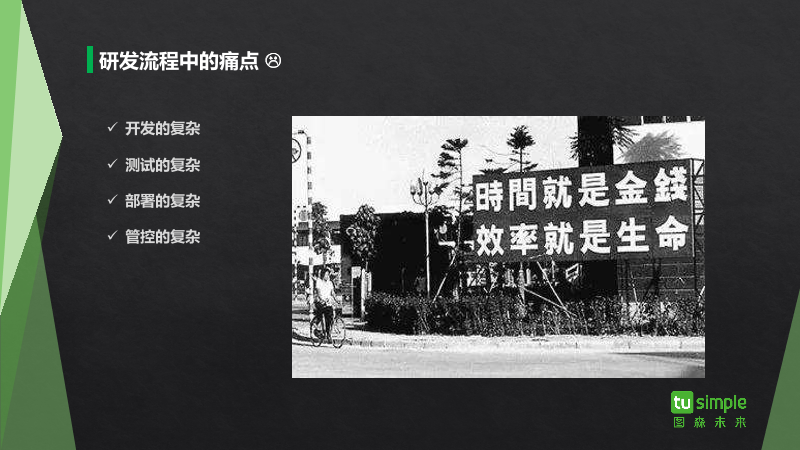 研发流程中的痛点 ☹
开发的复杂
测试的复杂
部署的复杂
管控的复杂
時間就是金錢
效率就是生命
tu simple
图森未来